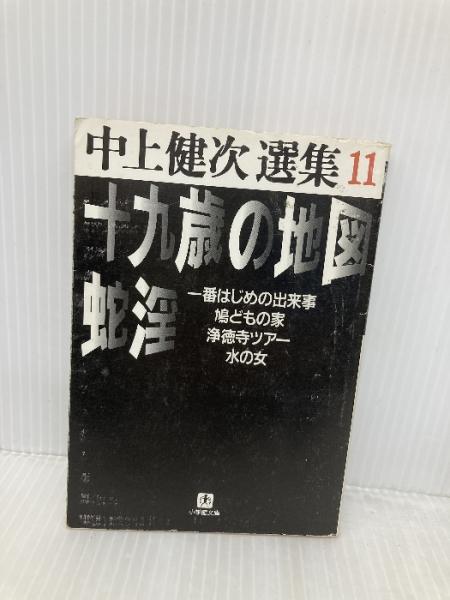 中上健次選集11
十九歳の地図
蛇淫
一番はじめの出来事
鳩どもの家
浄徳寺ツアー
水の女
小学館文庫